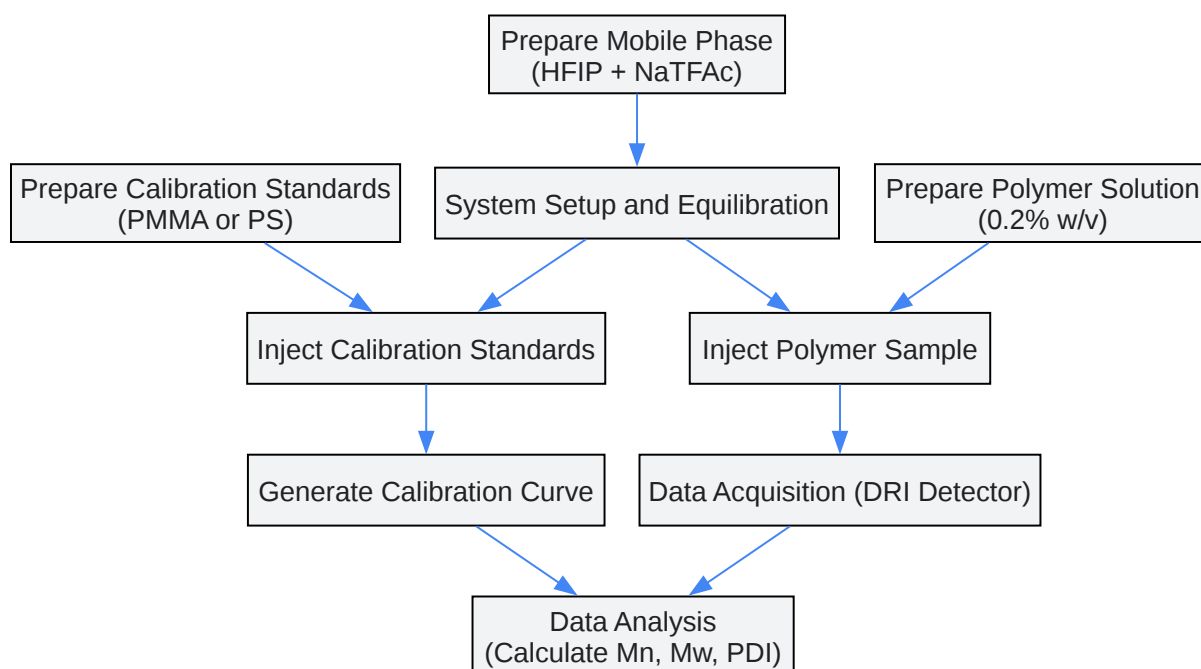 Prepare Mobile Phase
(HFIP + NaTFAc)
Prepare Calibration Standards
(PMMA or PS)
System Setup and Equilibration
Prepare Polymer Solution
(0.2% w/v)
Inject Calibration Standards
Inject Polymer Sample
Generate Calibration Curve
Data Acquisition (DRI Detector)
Data Analysis
(Calculate Mn, Mw, PDI)